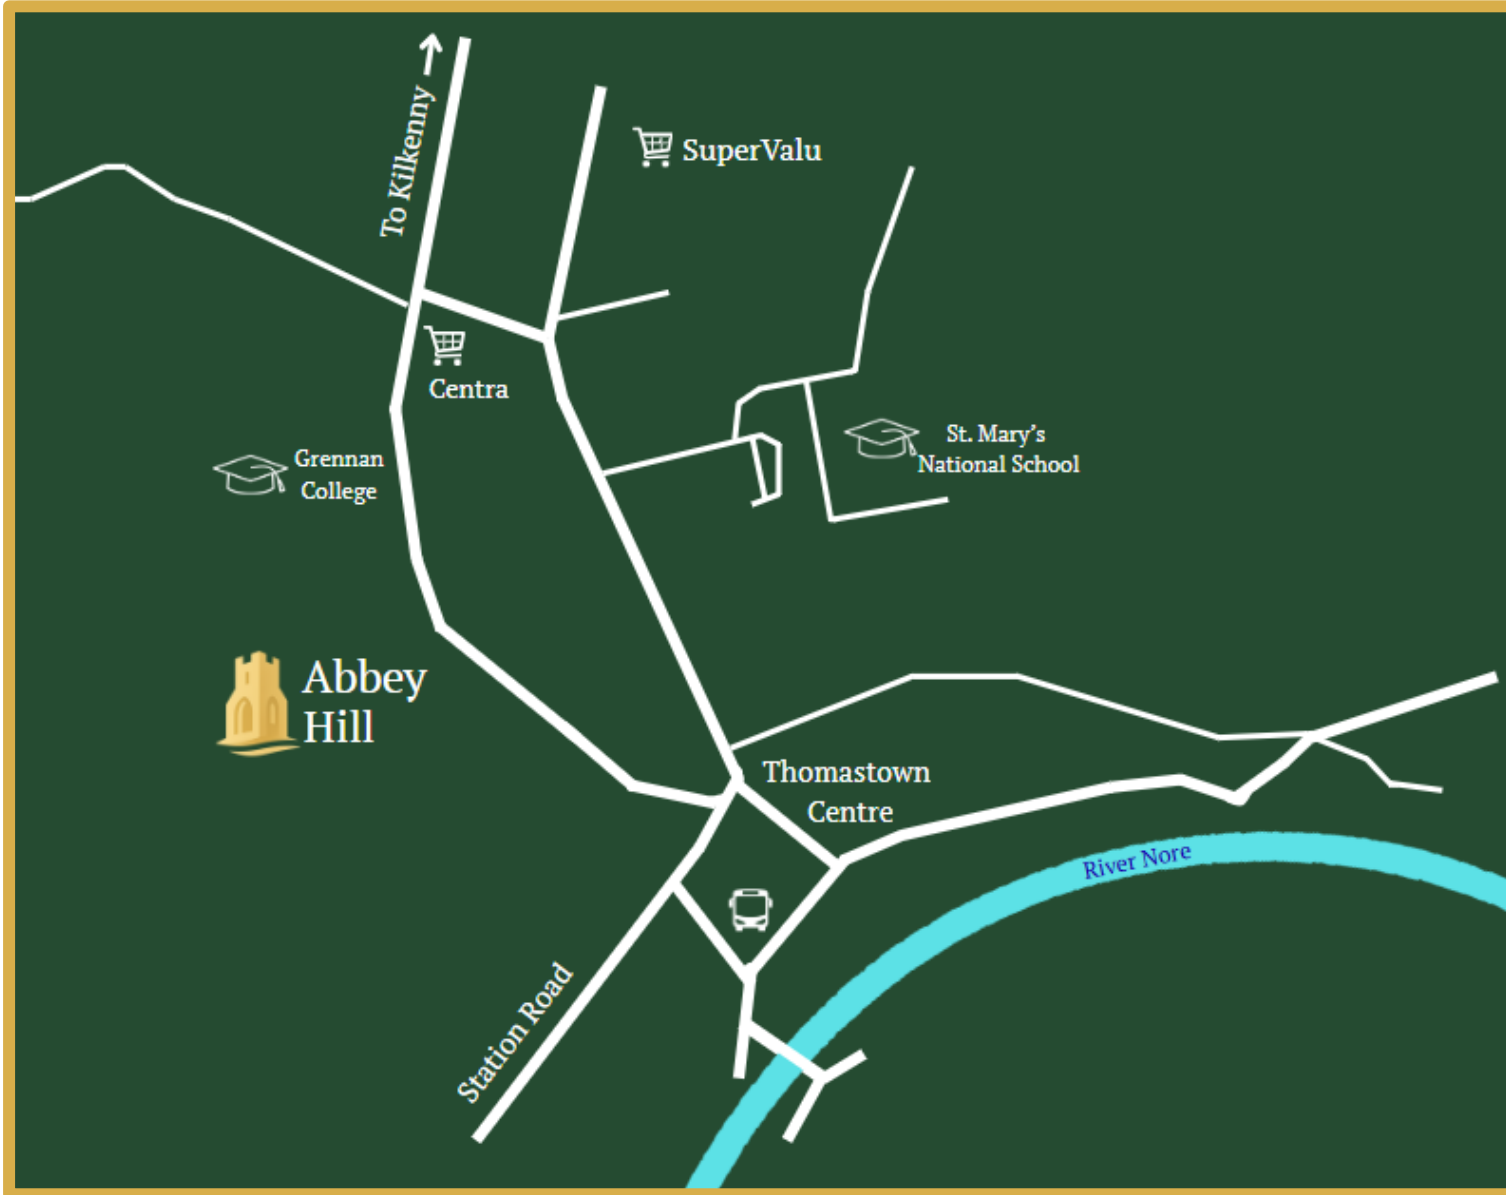 To Kilkenny
SuperValu
Centra
Grennan
College
St. Mary's
National School
Abbey
Hill
Thomastown
Centre
River Nore
Station Road